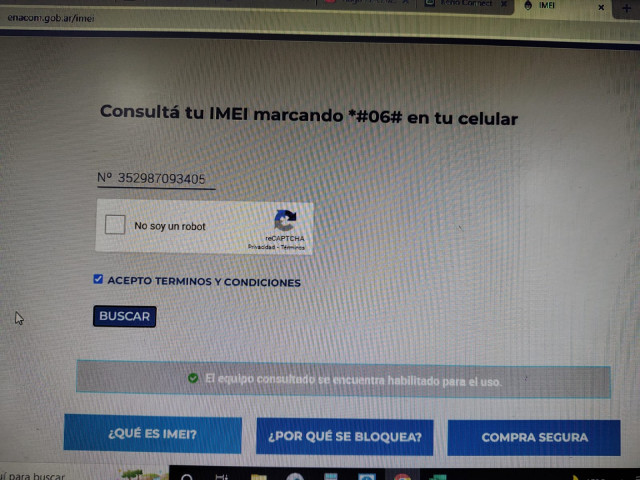 enacom.gob.ar/imei
IMEI
Consultá tu IMEI marcando *#06# en tu celular
Nº 352987093405
No soy un robot
reCAPTCHA
Privacidad - Términos
ACEPTO TERMINOS Y CONDICIONES
BUSCAR
El equipo consultado se encuentra habilitado para el uso.
¿QUÉ ES IMEI?
¿POR QUÉ SE BLOQUEA?
COMPRA SEGURA
uí para buscar